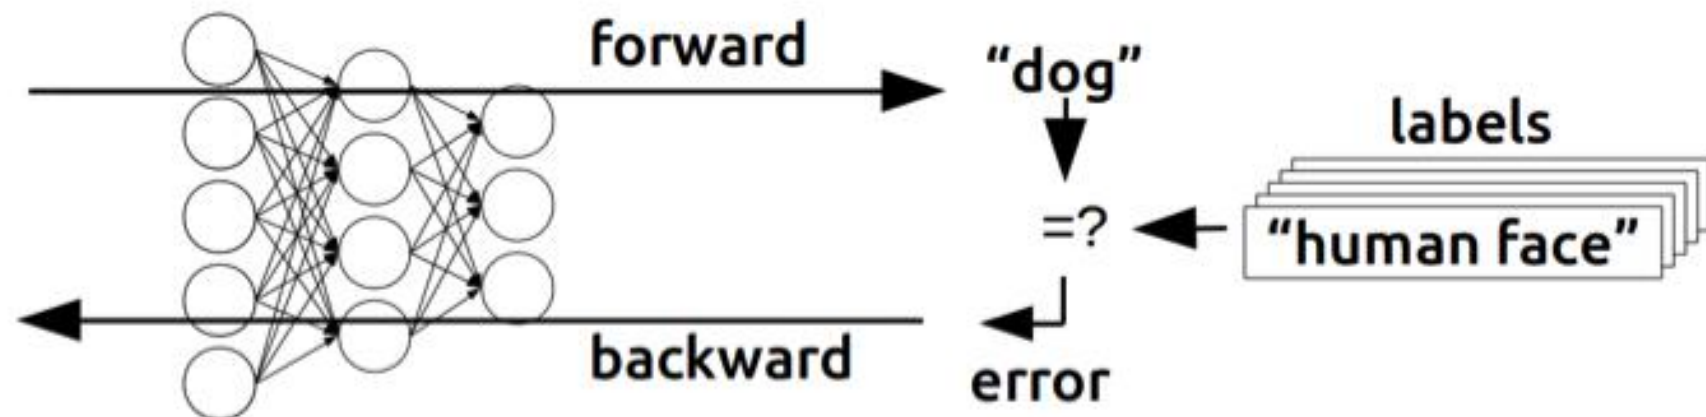 forward
“dog”
labels
=?
“human face”
backward
error